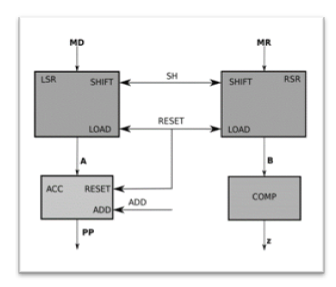 MD
MR
LSR
SHIFT
SH
SHIFT
RSR
RESET
LOAD
LOAD
A
B
ACC
RESET
COMP
ADD
ADD
PP
z